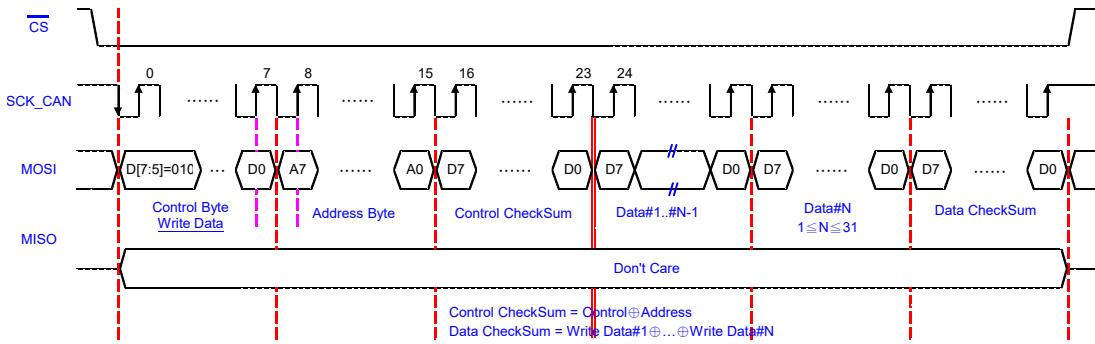 CS
0 7 8 15 16 23 24
SCK_CAN ...... ...... ...... ...... ...... ......
MOSI D[7:5]=010 ... D0 A7 ...... A0 D7 ...... D0 D7 D0 D7 ...... D0 D7 ...... D0
Control Byte Address Byte Control CheckSum Data#1..#N-1 Data#N Data CheckSum
Write Data 1≦N≦31
MISO
Don't Care
Control CheckSum = Control⊕Address
Data CheckSum = Write Data#1⊕…⊕Write Data#N